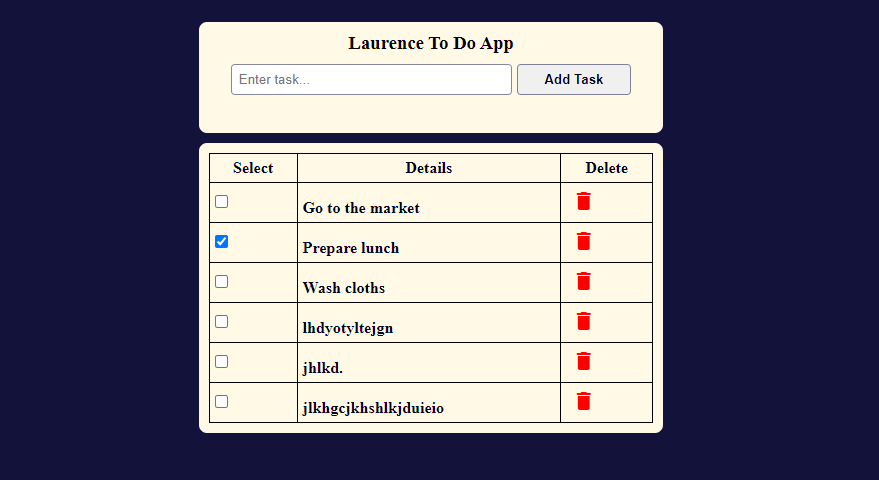 Laurence To Do App
Enter task... Add Task
Select Details Delete
Go to the market
Prepare lunch
Wash cloths
lhdyotyltejgn
jhlkd.
jlkhgcjkhshlkjduieio